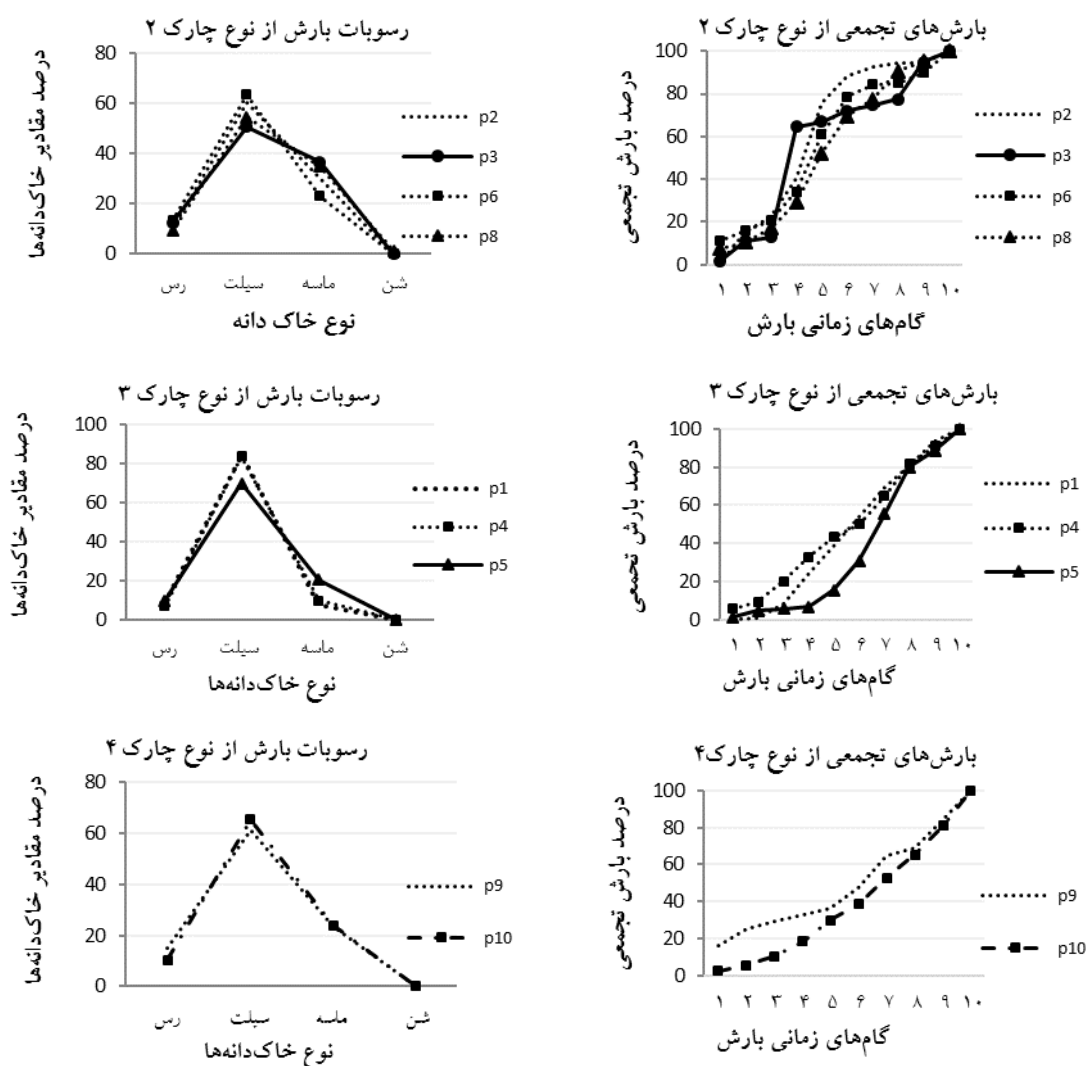 رسوبات بارش از نوع چارک ۲
درصد مقادیر خاک‌دانه‌ها
80
60
40
20
0
رس
سیلت
ماسه
شن
نوع خاک دانه
p2
p3
p6
p8
بارش‌های تجمعی از نوع چارک ۲
درصد بارش تجمعی
100
80
60
40
20
0
۱
۲
۳
۴
۵
۶
۷
۸
۹
۱۰
گام‌های زمانی بارش
p2
p3
p6
p8
رسوبات بارش از نوع چارک ۳
درصد مقادیر خاک‌دانه‌ها
100
80
60
40
20
0
رس
سیلت
ماسه
شن
نوع خاک‌دانه‌ها
p1
p4
p5
بارش‌های تجمعی از نوع چارک ۳
درصد بارش تجمعی
100
80
60
40
20
0
۱
۲
۳
۴
۵
۶
۷
۸
۹
۱۰
گام‌های زمانی بارش
p1
p4
p5
رسوبات بارش از نوع چارک ۴
درصد مقادیر خاک‌دانه‌ها
80
60
40
20
0
رس
سیلت
ماسه
شن
نوع خاک‌دانه‌ها
p9
p10
بارش‌های تجمعی از نوع چارک۴
درصد بارش تجمعی
100
80
60
40
20
0
۱
۲
۳
۴
۵
۶
۷
۸
۹
۱۰
گام‌های زمانی بارش
p9
p10